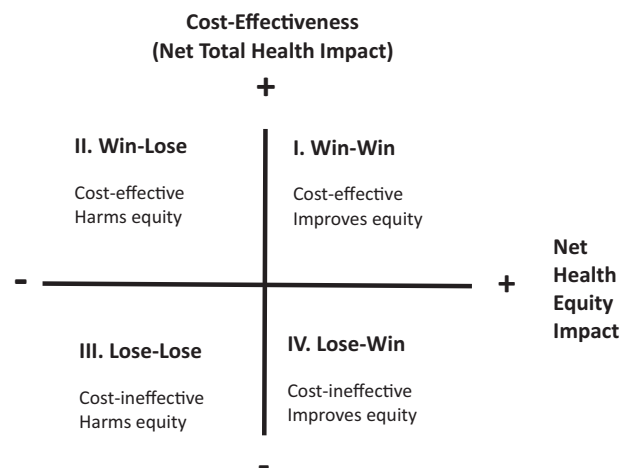 Cost-Effectiveness
(Net Total Health Impact)
+
II. Win-Lose
Cost-effective
Harms equity
I. Win-Win
Cost-effective
Improves equity
-
+
Net
Health
Equity
Impact
III. Lose-Lose
Cost-ineffective
Harms equity
IV. Lose-Win
Cost-ineffective
Improves equity
-